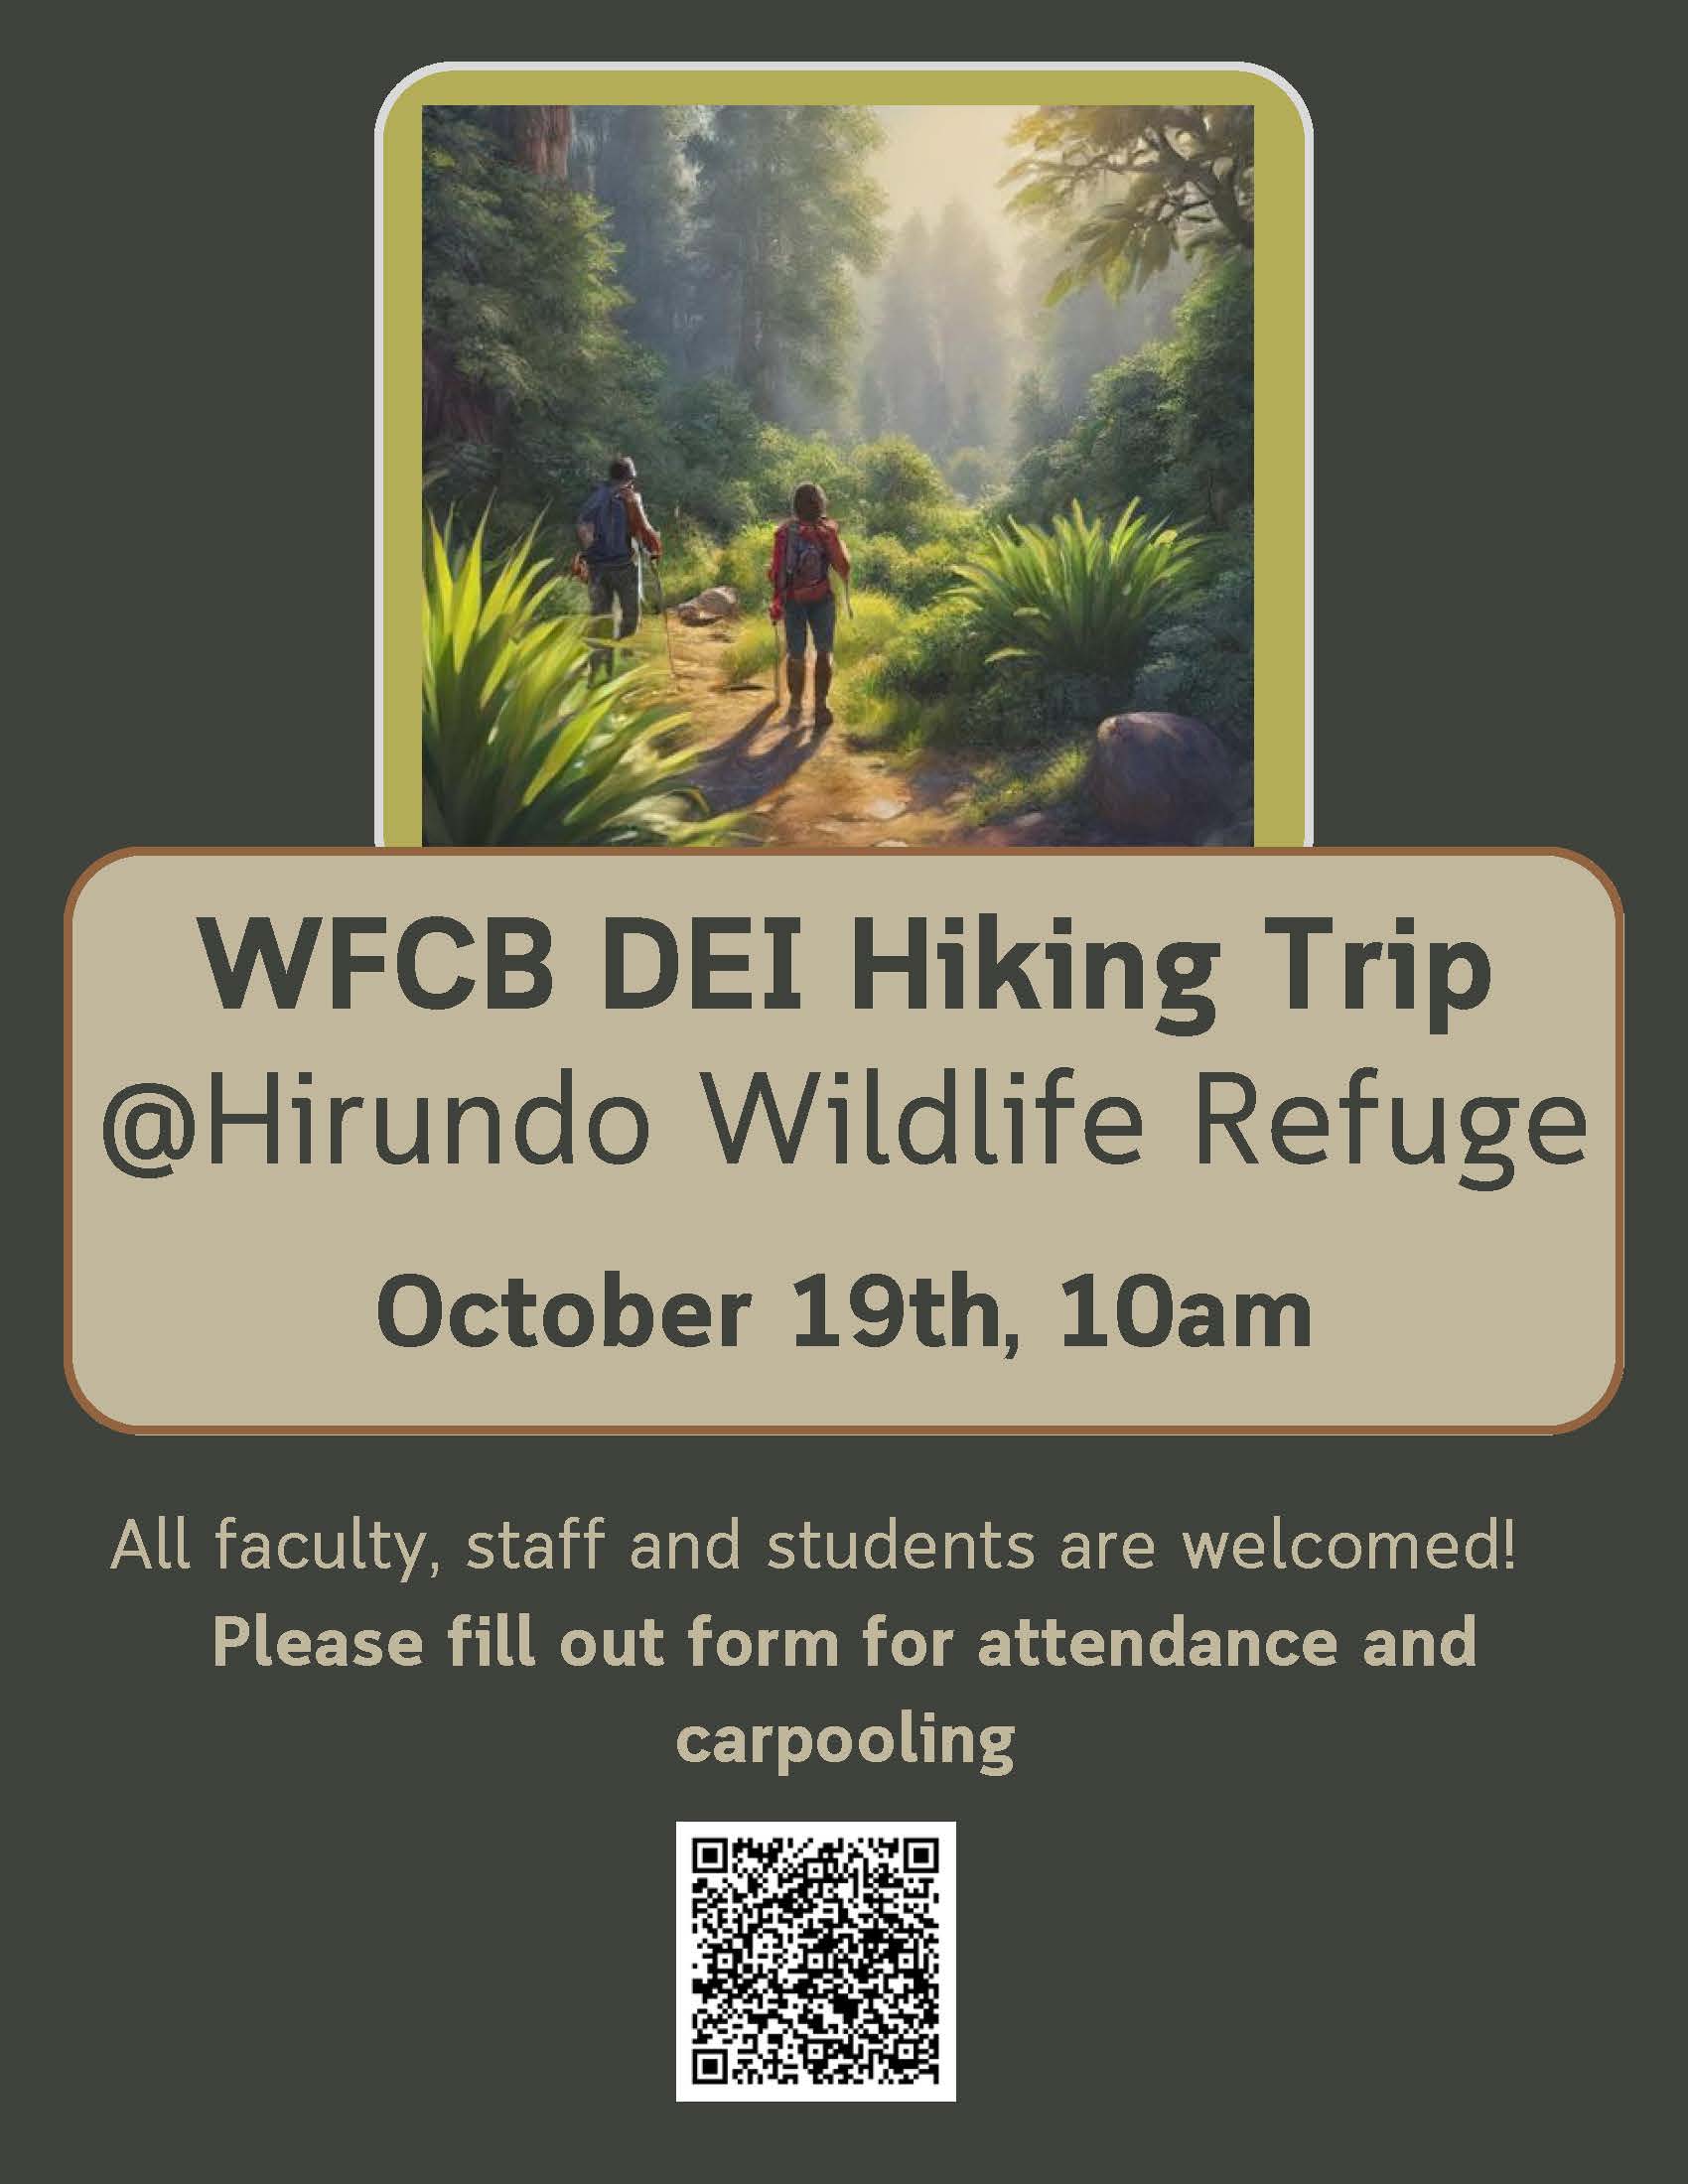 WFCB DEI Hiking Trip
@Hirundo Wildlife Refuge
October 19th, 10am
All faculty, staff and students are welcomed!
Please fill out form for attendance and
carpooling